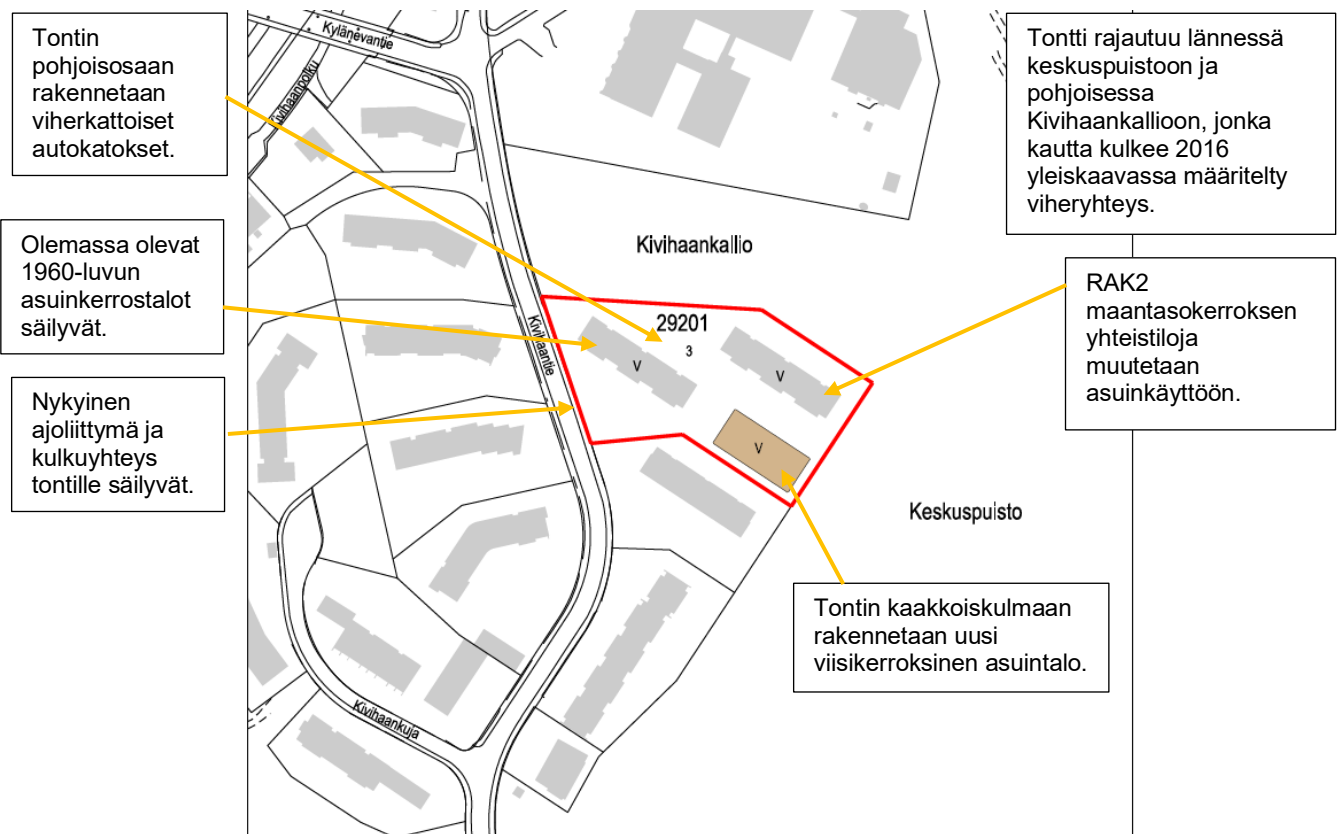 Tontin
pohjoisosaan
rakennetaan
viherkattoiset
autokatokset.
Olemassa olevat
1960-luvun
asuinkerrostalot
säilyvät.
Nykyinen
ajoliittymä ja
kulkuyhteys
tontille säilyvät.
Kylänevantie
Kivihaanpolku
Kivihaankallio
29201
3
V
V
V
Kivihaantie
Keskuspuisto
Kivihaankuja
Tontti rajautuu lännessä
keskuspuistoon ja
pohjoisessa
Kivihaankallioon, jonka
kautta kulkee 2016
yleiskaavassa määritelty
viheryhteys.
RAK2
maantasokerroksen
yhteistiloja
muutetaan
asuinkäyttöön.
Tontin kaakkoiskulmaan
rakennetaan uusi
viisikerroksinen asuintalo.